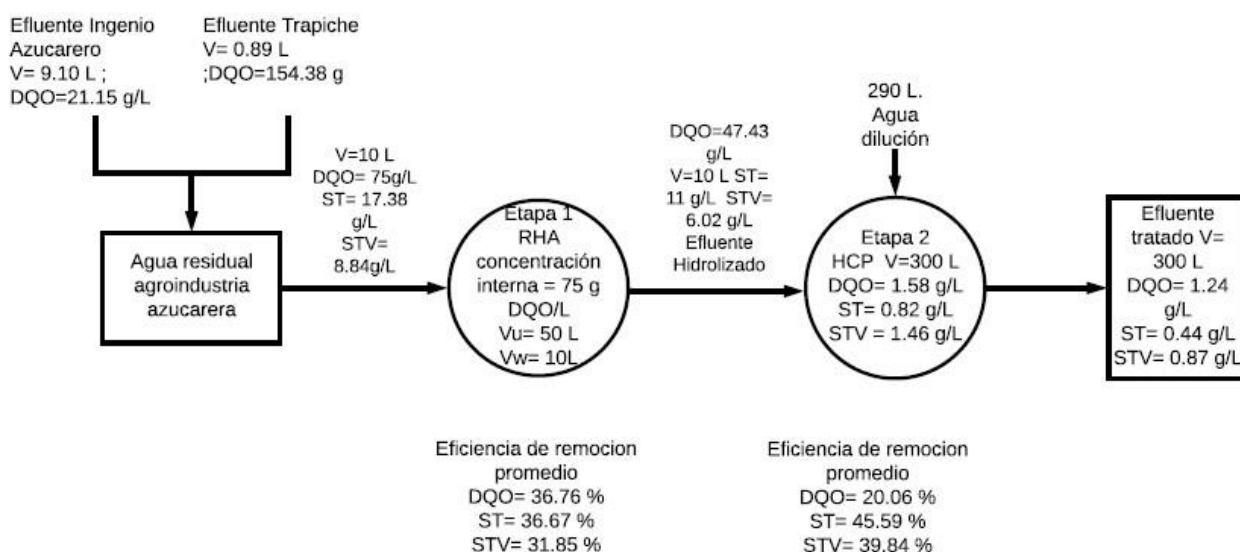 Efluente Ingenio
Azucarero
V= 9.10 L ;
DQO=21.15 g/L
Efluente Trapiche
V= 0.89 L
;DQO=154.38 g
Agua residual
agroindustria
azucarera
V=10 L
DQO= 75g/L
ST= 17.38
g/L
STV=
8.84g/L
Etapa 1
RHA
concentración
interna = 75 g
DQO/L
Vu= 50 L
Vw= 10L
DQO=47.43
g/L
V=10 L ST=
11 g/L STV=
6.02 g/L
Efluente
Hidrolizado
290 L.
Agua
dilución
Etapa 2
HCP V=300 L
DQO= 1.58 g/L
ST= 0.82 g/L
STV = 1.46 g/L
Efluente
tratado V=
300 L
DQO= 1.24
g/L
ST= 0.44 g/L
STV= 0.87 g/L
Eficiencia de remocion
promedio
DQO= 36.76 %
ST= 36.67 %
STV= 31.85 %
Eficiencia de remocion
promedio
DQO= 20.06 %
ST= 45.59 %
STV= 39.84 %